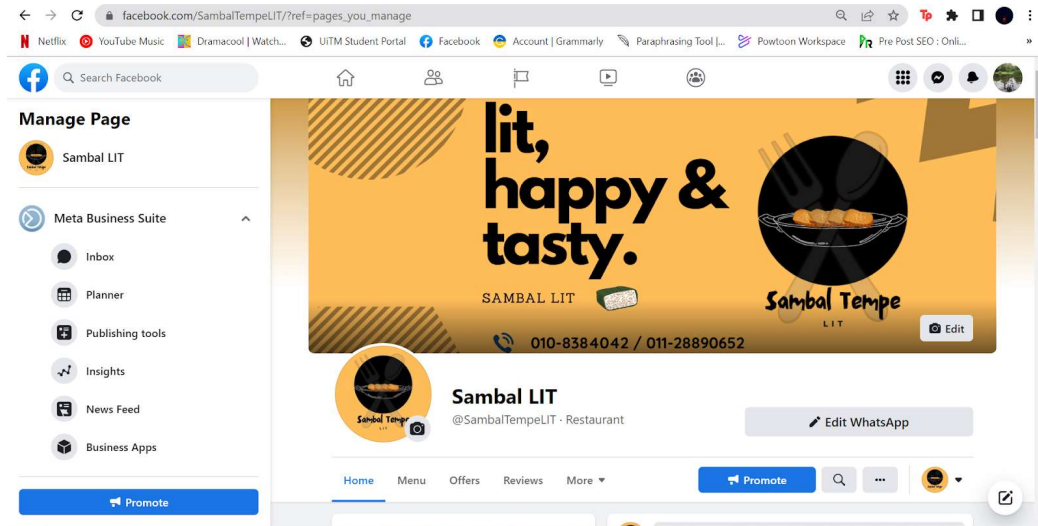 facebook.com/SambalTempeLIT/?ref=pages_you_manage
Netflix YouTube Music Dramacool | Watch... UiTM Student Portal Facebook Account | Grammarly Paraphrasing Tool |... Powtoon Workspace Pre Post SEO : Onli... »
Search Facebook
Manage Page
Sambal LIT
Meta Business Suite
Inbox
Planner
Publishing tools
Insights
News Feed
Business Apps
Promote
lit,
happy &
tasty.
SAMBAL LIT
010-8384042 / 011-28890652
Sambal Tempe
LIT
Edit
Sambal Tempe
LIT
Sambal LIT
@SambalTempeLIT · Restaurant
Edit WhatsApp
Home Menu Offers Reviews More
Promote